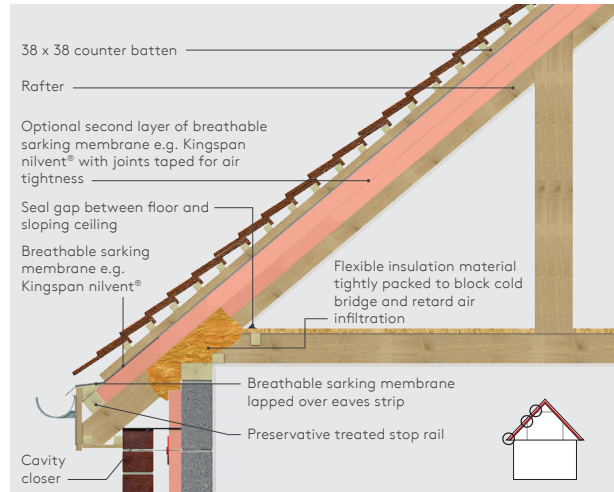 38 x 38 counter batten
Rafter
Optional second layer of breathable
sarking membrane e.g. Kingspan
nilvent® with joints taped for air
tightness
Seal gap between floor and
sloping ceiling
Breathable sarking
membrane e.g.
Kingspan nilvent®
Flexible insulation material
tightly packed to block cold
bridge and retard air
infiltration
Breathable sarking membrane
lapped over eaves strip
Preservative treated stop rail
Cavity
closer